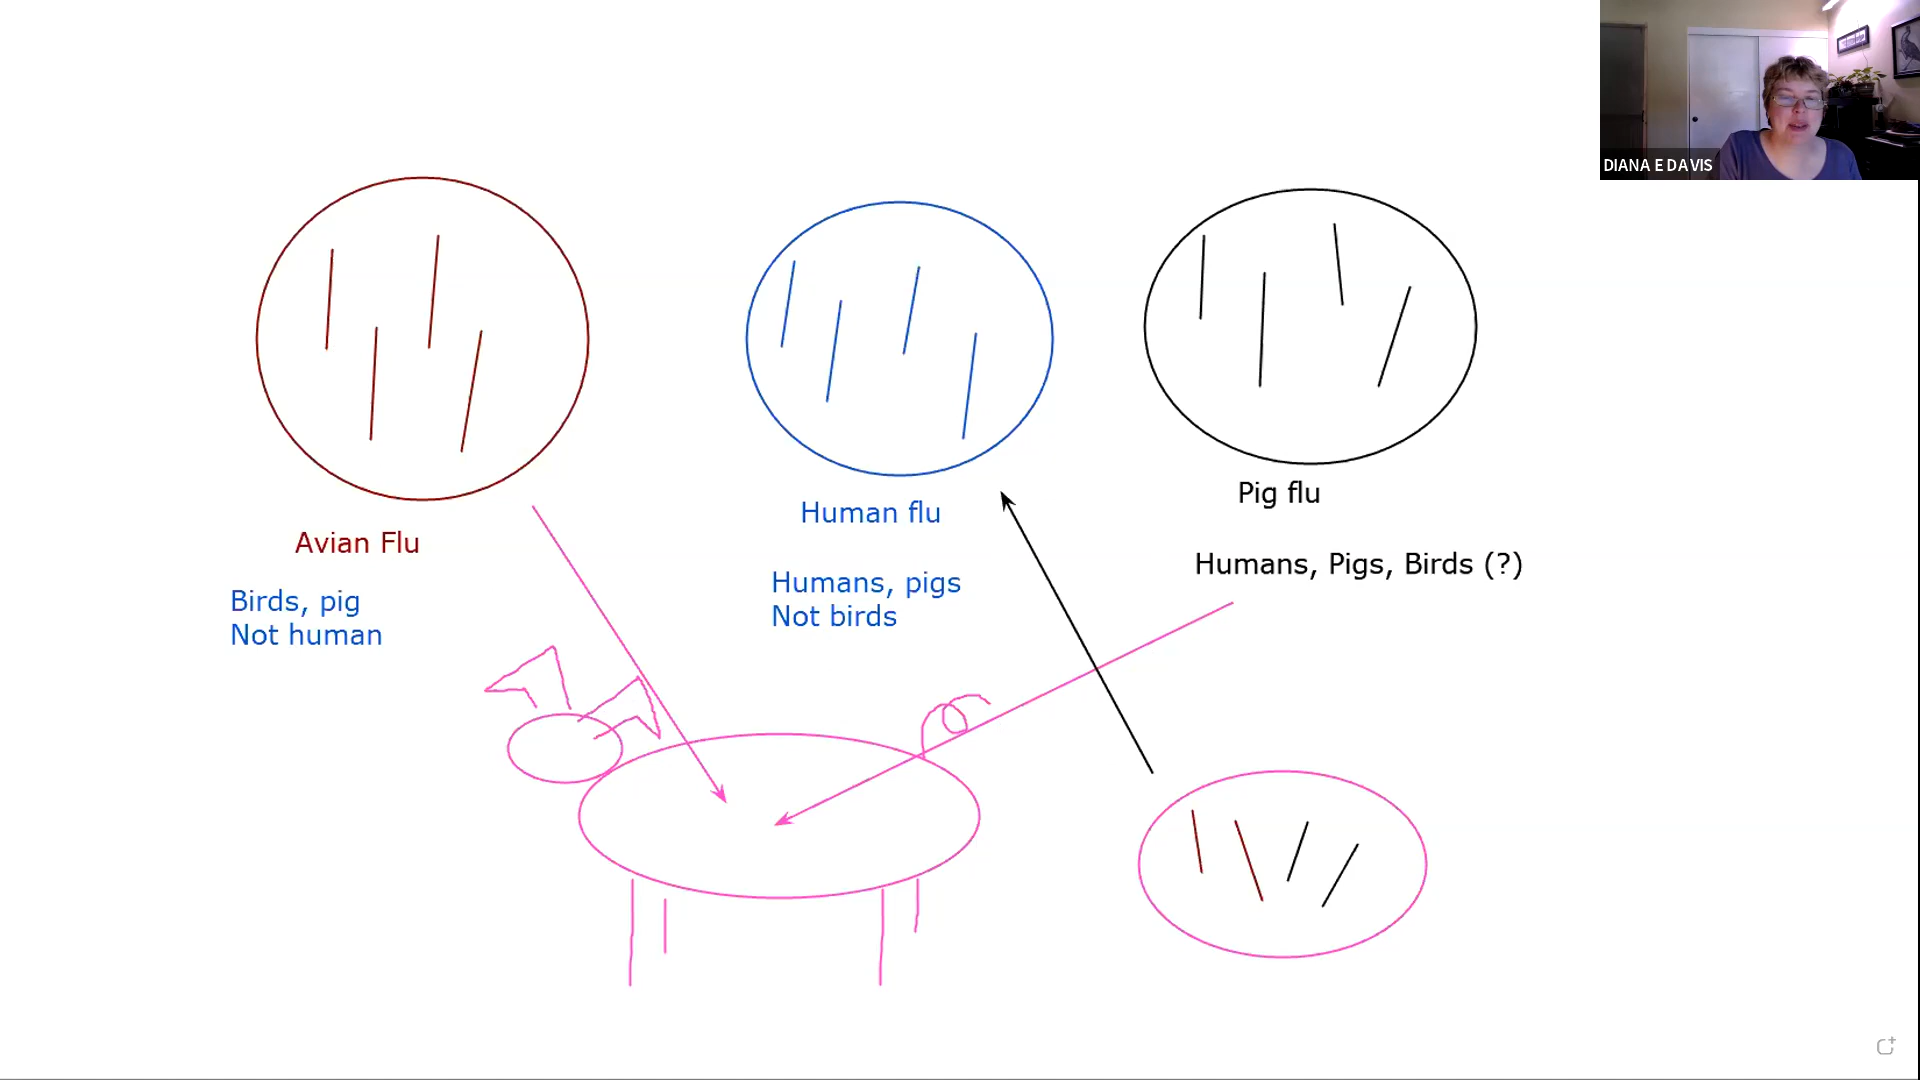 DIANA E DAVIS
Avian Flu
Birds, pig
Not human
Human flu
Humans, pigs
Not birds
Pig flu
Humans, Pigs, Birds (?)